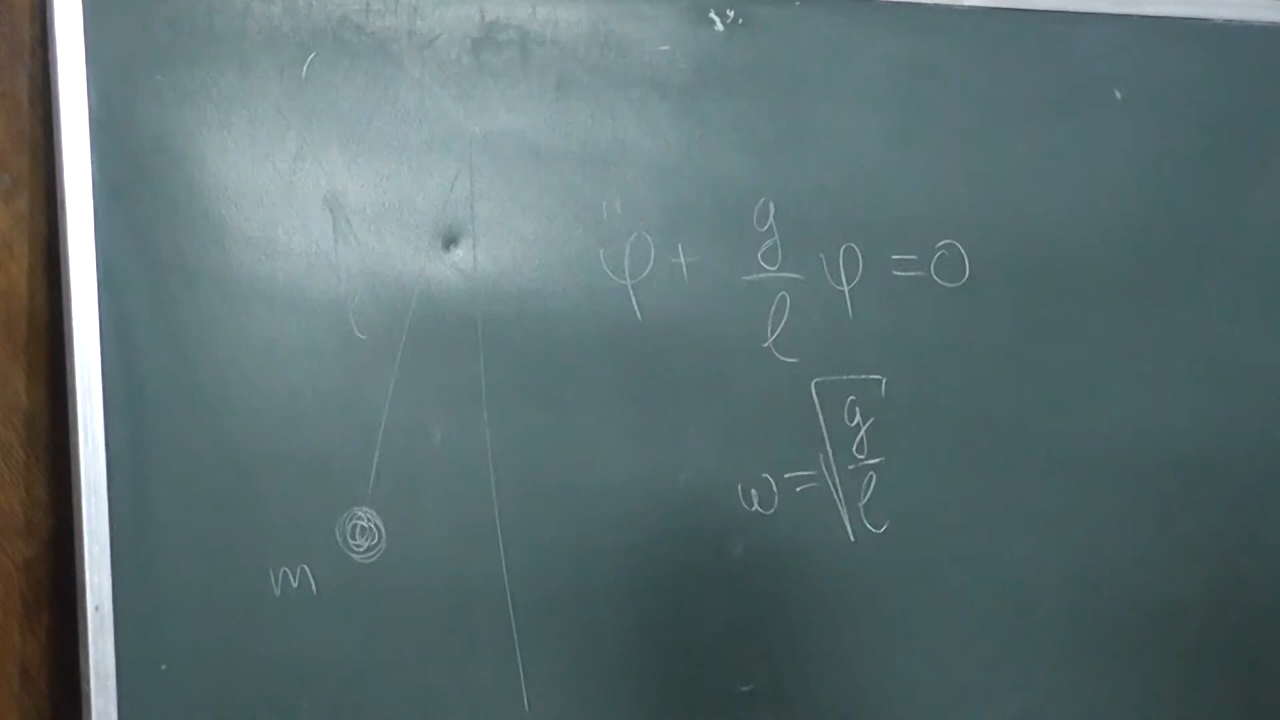 φ̈ + g/l φ = 0
l
ω = √(g/l)
m